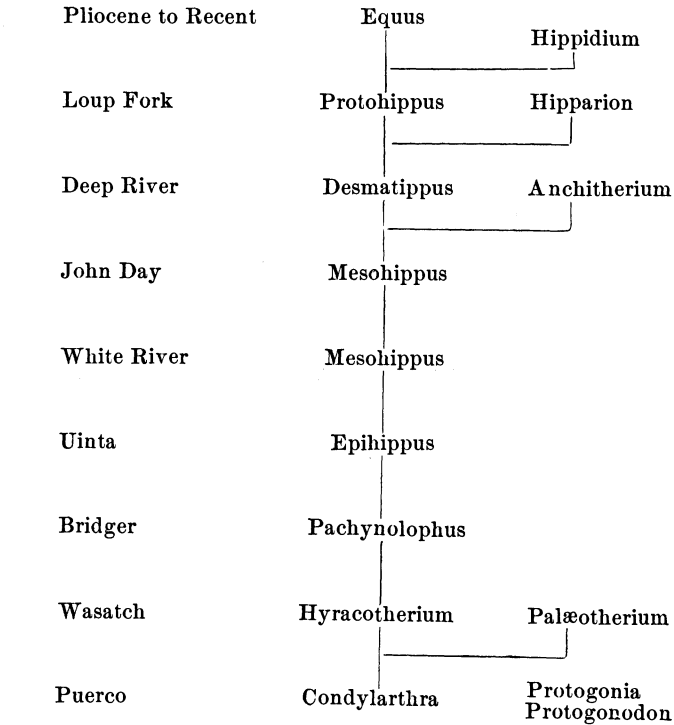 Pliocene to Recent Equus
Hippidium
Loup Fork Protohippus Hipparion
Deep River Desmatippus Anchitherium
John Day Mesohippus
White River Mesohippus
Uinta Epihippus
Bridger Pachynolophus
Wasatch Hyracotherium Palæotherium
Puerco Condylarthra Protogonia
Protogonodon